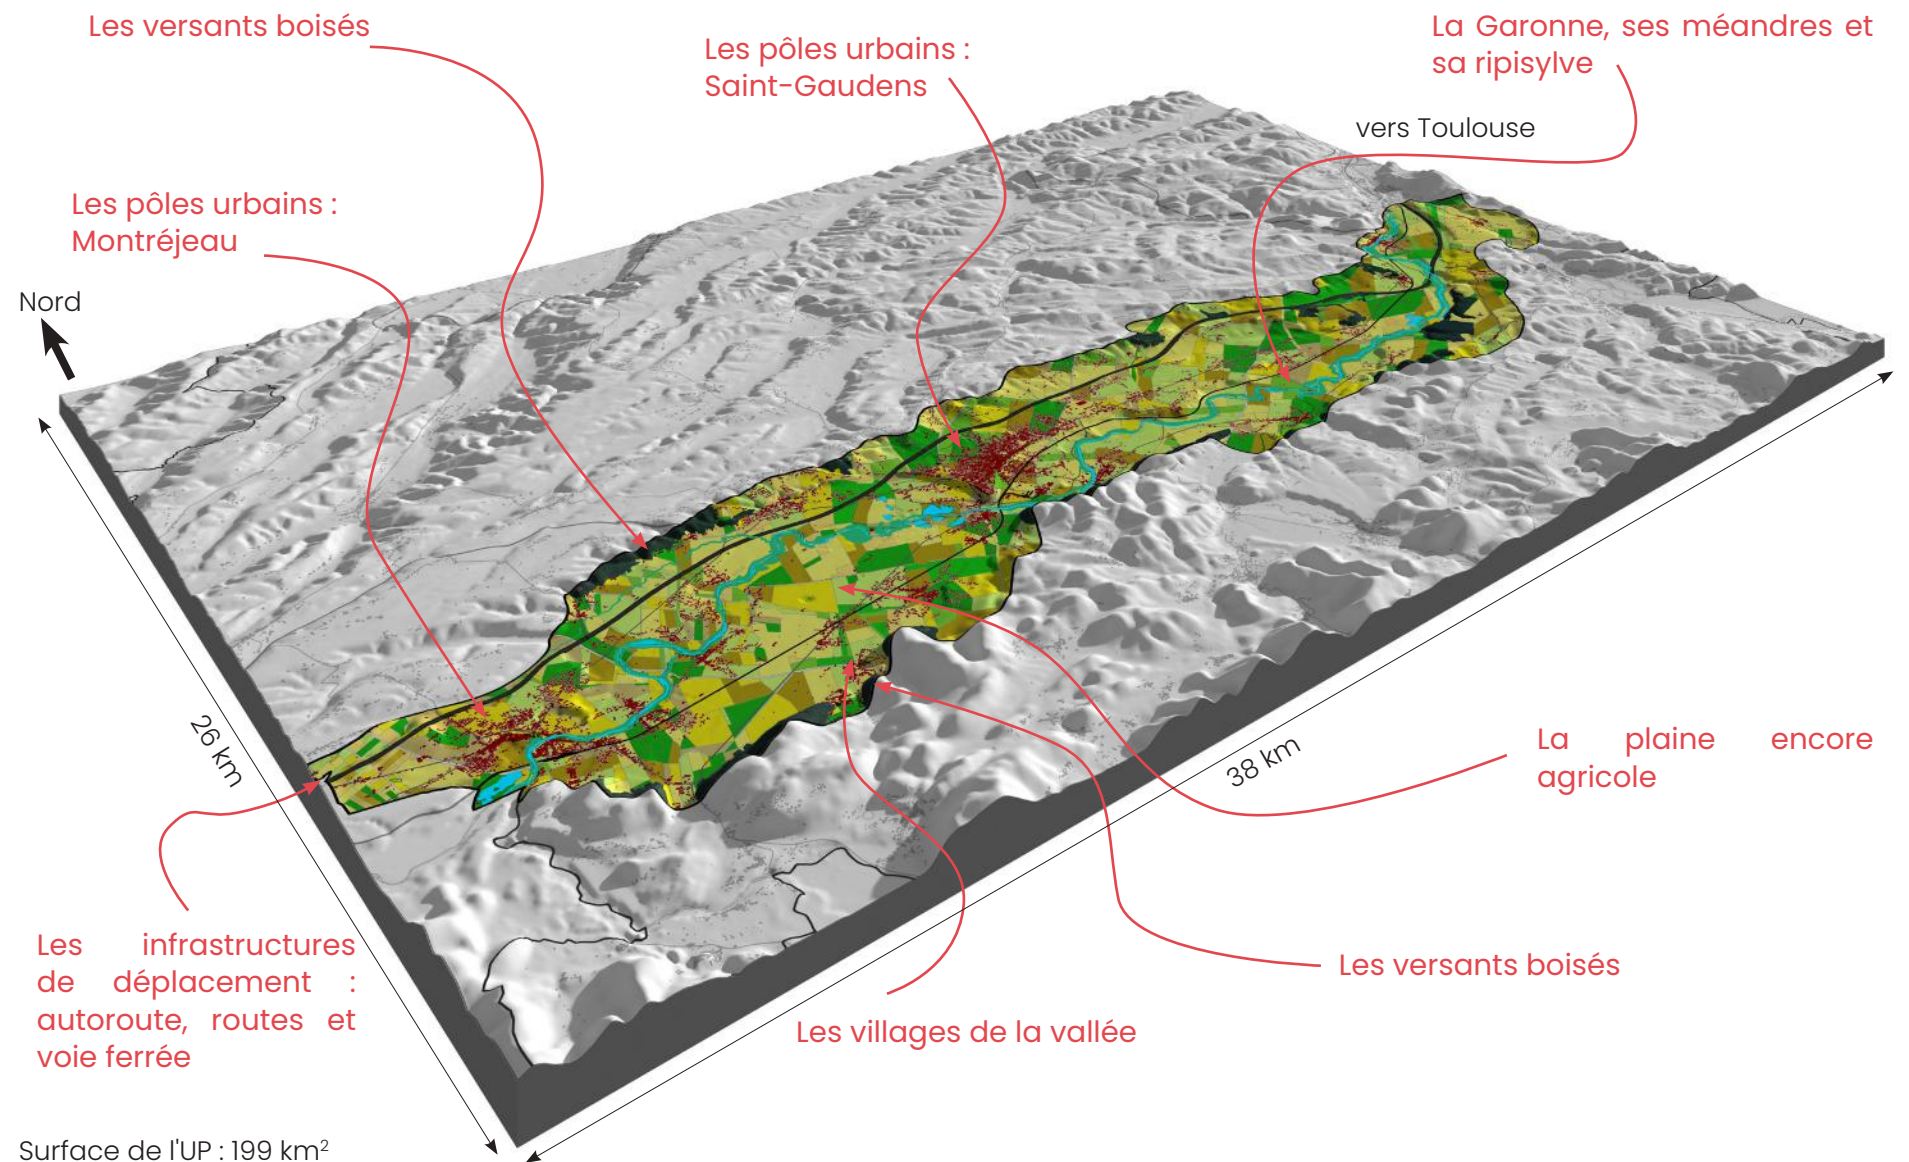 Les versants boisés
Les pôles urbains :
Saint-Gaudens
La Garonne, ses méandres et
sa ripisylve
vers Toulouse
Les pôles urbains :
Montréjeau
Nord
26 km
38 km
La plaine encore
agricole
Les infrastructures
de déplacement :
autoroute, routes et
voie ferrée
Les versants boisés
Les villages de la vallée
Surface de l'UP : 199 km²